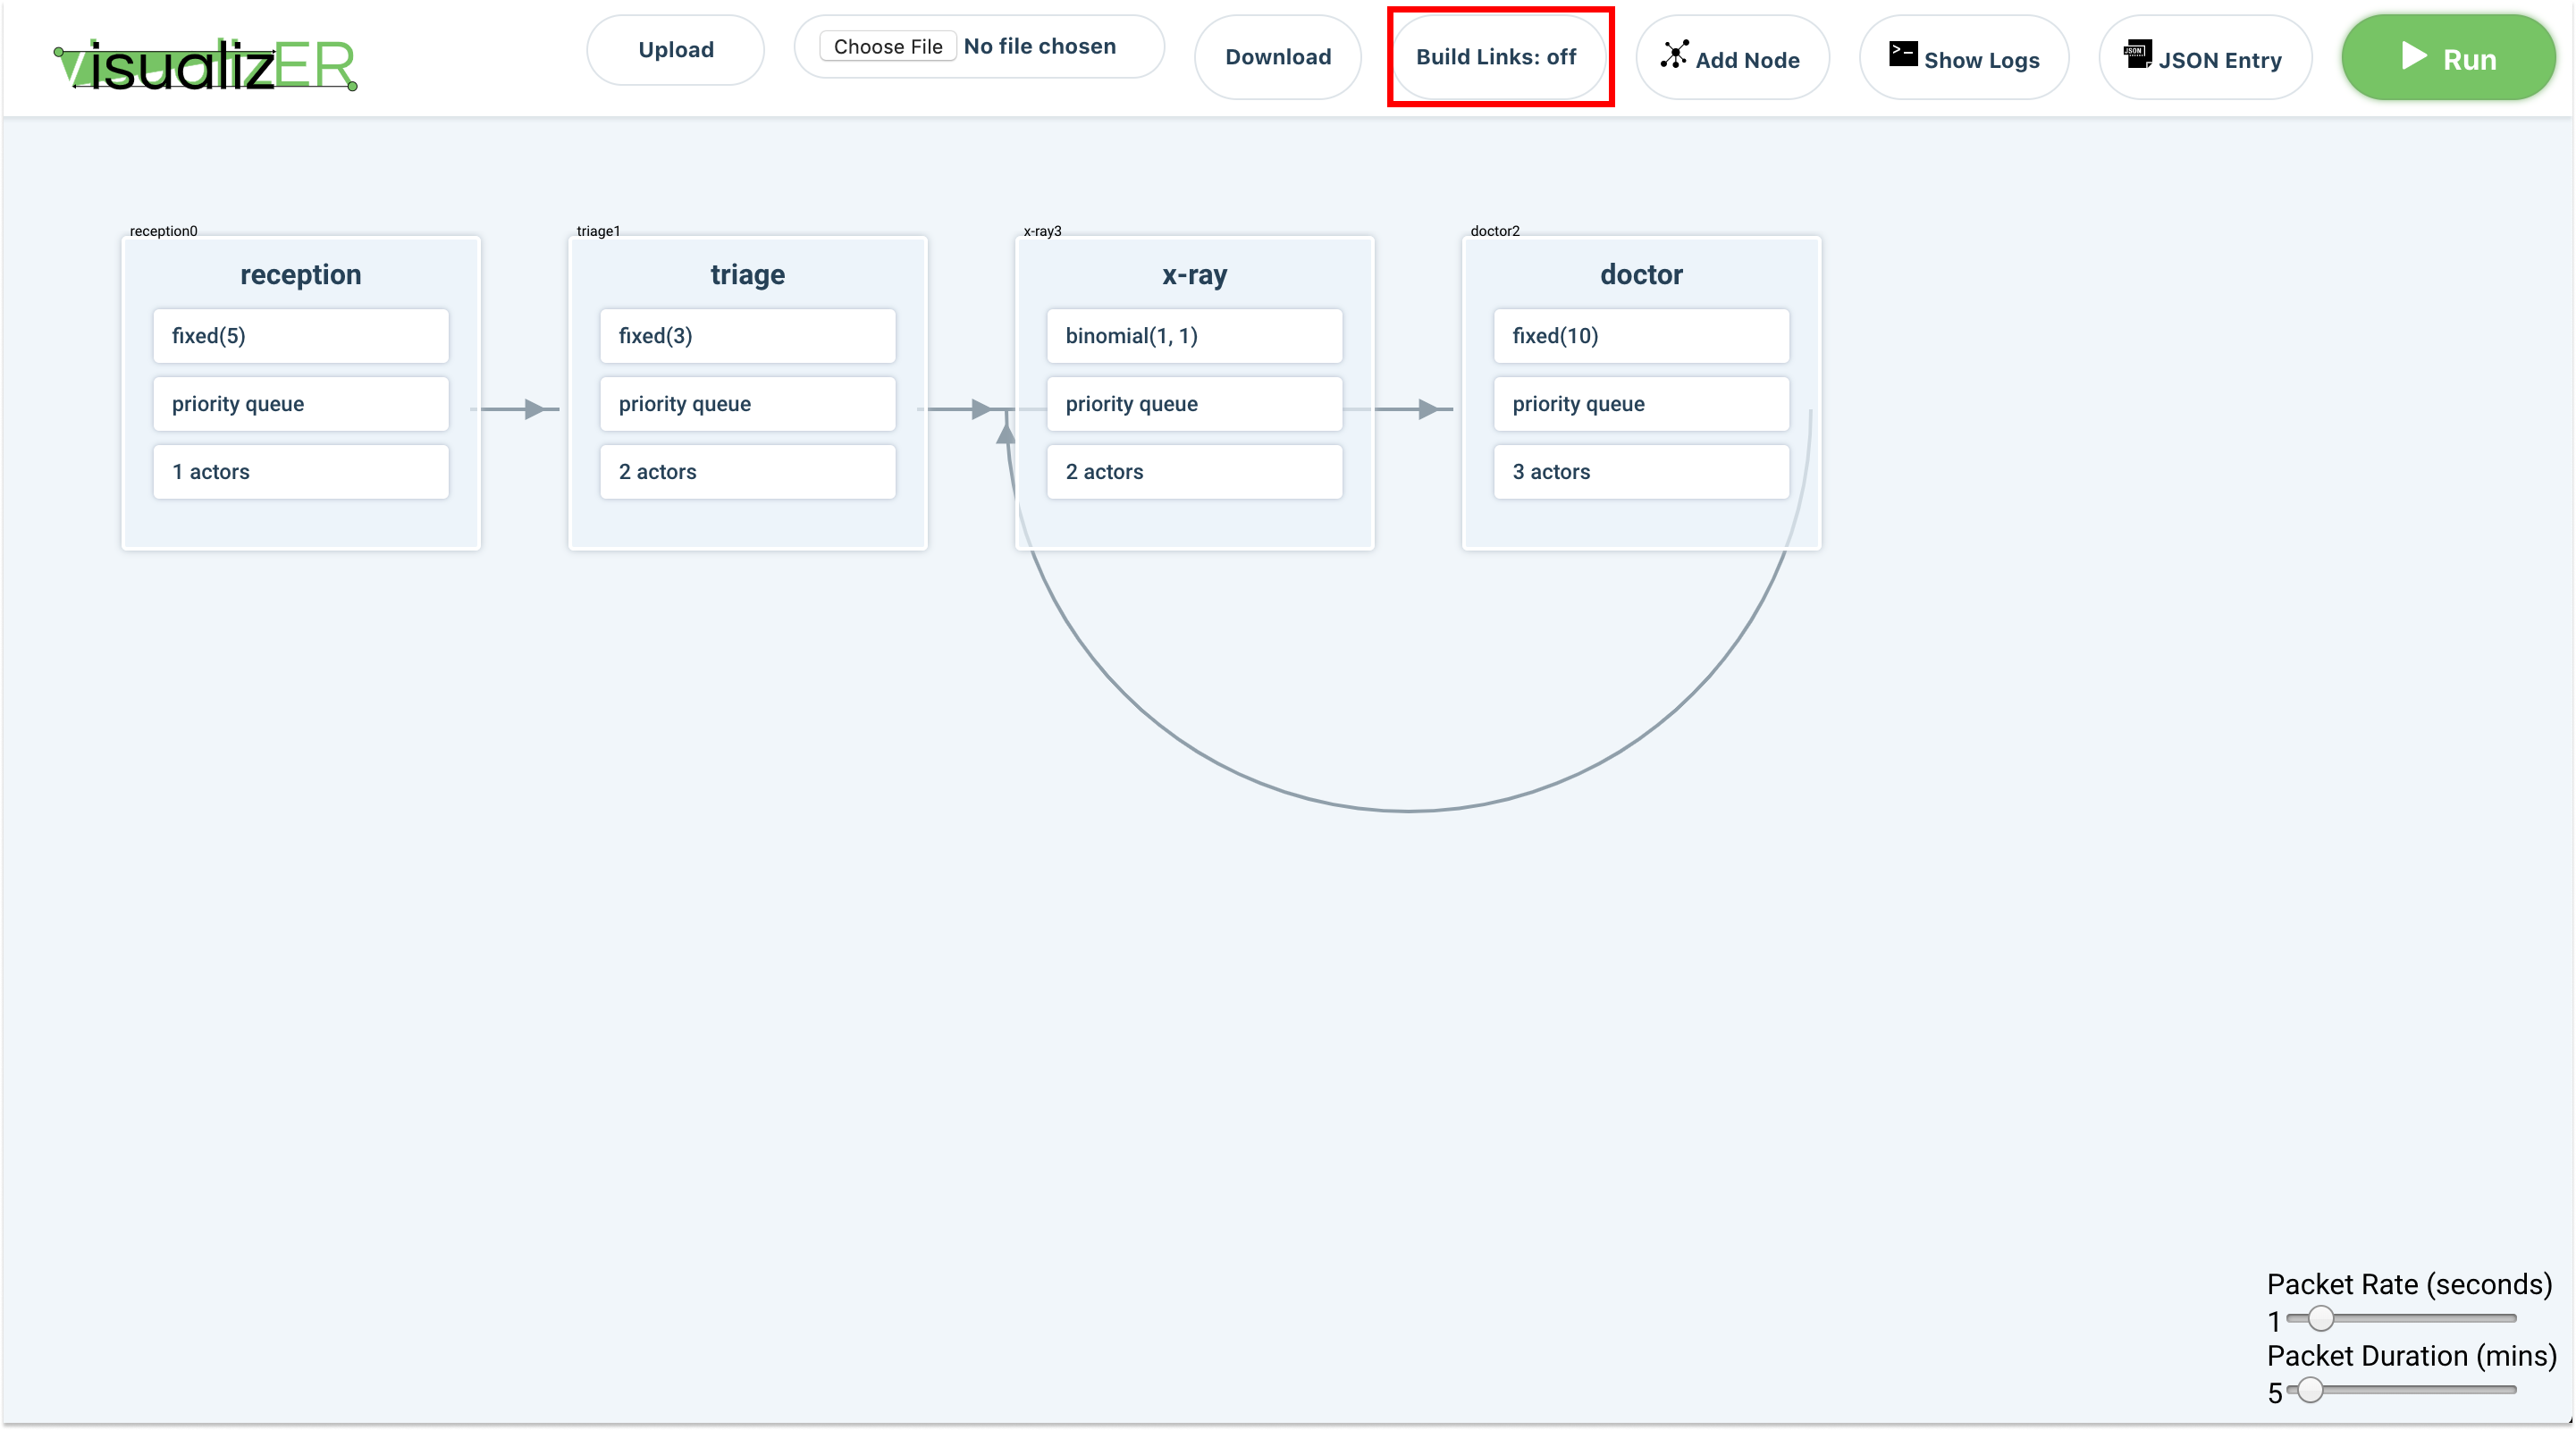 visualizER
Upload
Choose File No file chosen
Download
Build Links: off
Add Node
Show Logs
JSON Entry
Run
reception0
reception
fixed(5)
priority queue
1 actors
triage1
triage
fixed(3)
priority queue
2 actors
x-ray3
x-ray
binomial(1, 1)
priority queue
2 actors
doctor2
doctor
fixed(10)
priority queue
3 actors
Packet Rate (seconds)
1
Packet Duration (mins)
5